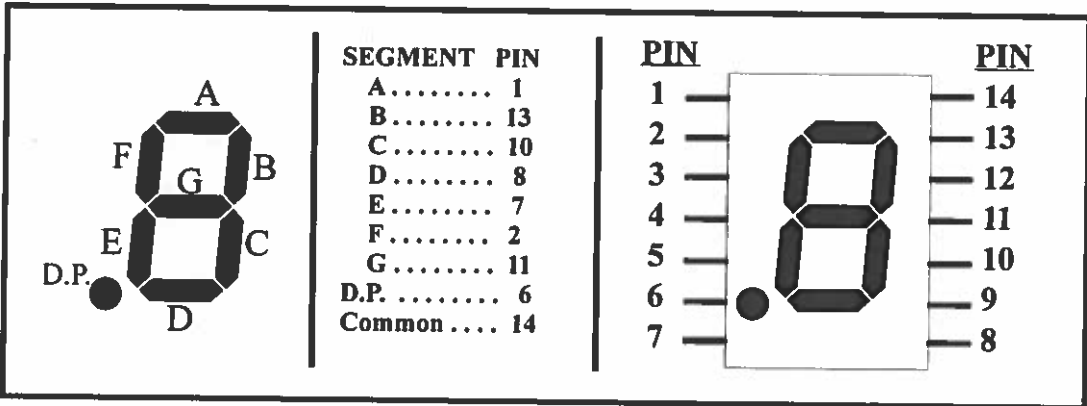 A
F
B
G
E
C
D.P.
D
SEGMENT PIN
A........ 1
B........ 13
C........ 10
D........ 8
E........ 7
F........ 2
G........ 11
D.P. ........ 6
Common .... 14
PIN
PIN
1
14
2
13
3
12
4
11
5
10
6
9
7
8